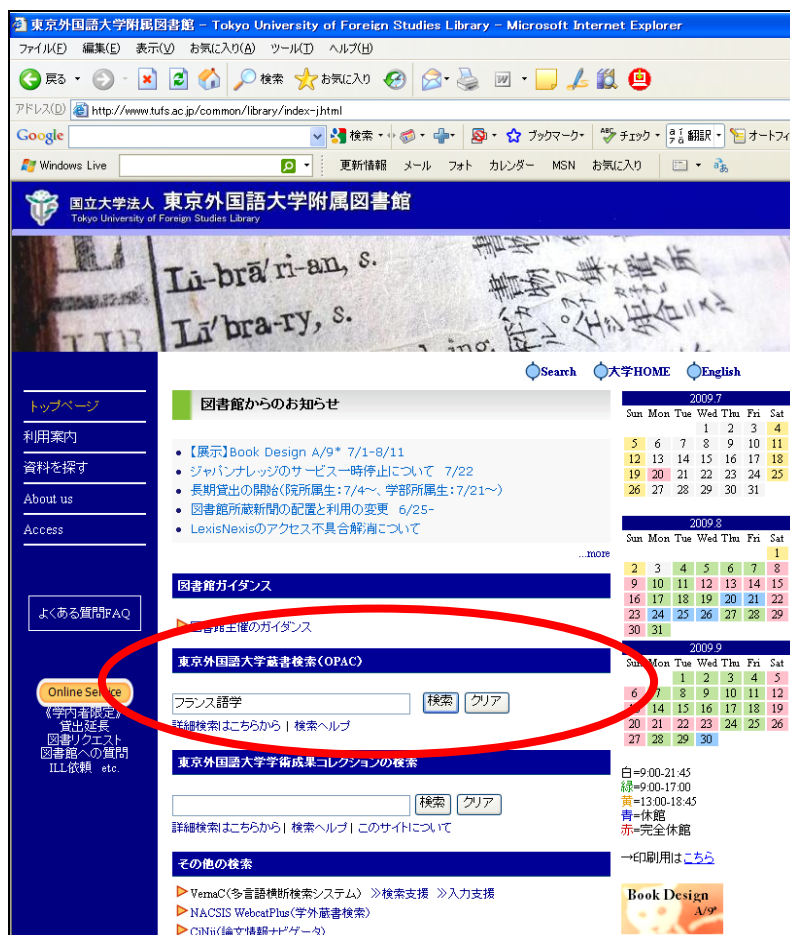 東京外国語大学附属図書館 - Tokyo University of Foreign Studies Library - Microsoft Internet Explorer
ファイル(F) 編集(E) 表示(V) お気に入り(A) ツール(T) ヘルプ(H)
戻る 検索 お気に入り
アドレス(D) http://www.tufs.ac.jp/common/library/index-j.html
Google 検索 ブックマーク チェック 翻訳 オートフィ
Windows Live 更新情報 メール フォト カレンダー MSN お気に入り
国立大学法人 東京外国語大学附属図書館
Tokyo University of Foreign Studies Library
Li-brā'ri-an, s.
Li'bra-ry, s.
LIB
Search 大学HOME English
トップページ
利用案内
資料を探す
About us
Access
よくある質問FAQ
Online Service
《学内者限定》
貸出延長
図書リクエスト
図書館への質問
ILL依頼 etc.
図書館からのお知らせ
【展示】Book Design A/9* 7/1-8/11
ジャパンナレッジのサービス一時停止について 7/22
長期貸出の開始(院所属生:7/4～、学部所属生:7/21～)
図書館所蔵新聞の配置と利用の変更 6/25-
LexisNexisのアクセス不具合解消について
...more
図書館ガイダンス
図書館主催のガイダンス
東京外国語大学蔵書検索(OPAC)
フランス語学 検索 クリア
詳細検索はこちらから | 検索ヘルプ
東京外国語大学学術成果コレクションの検索
検索 クリア
詳細検索はこちらから | 検索ヘルプ | このサイトについて
その他の検索
VernaC(多言語横断検索システム) ≫検索支援 ≫入力支援
NACSIS WebcatPlus(学外蔵書検索)
CiNii(論文情報ナビゲータ)
2009.7
Sun Mon Tue Wed Thu Fri Sat
1 2 3 4
5 6 7 8 9 10 11
12 13 14 15 16 17 18
19 20 21 22 23 24 25
26 27 28 29 30 31
2009.8
Sun Mon Tue Wed Thu Fri Sat
1
2 3 4 5 6 7 8
9 10 11 12 13 14 15
16 17 18 19 20 21 22
23 24 25 26 27 28 29
30 31
2009.9
Sun Mon Tue Wed Thu Fri Sat
1 2 3 4 5
6 7 8 9 10 11 12
13 14 15 16 17 18 19
20 21 22 23 24 25 26
27 28 29 30
白=9:00-21:45
緑=9:00-17:00
黄=13:00-18:45
青=休館
赤=完全休館
→印刷用はこちら
Book Design
A/9*